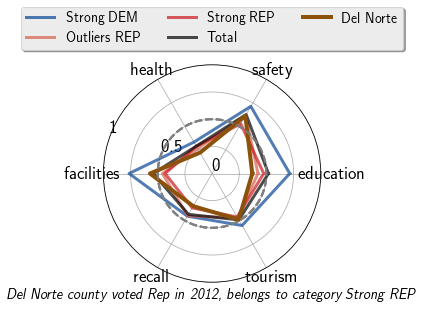 Strong DEM Strong REP Del Norte
Outliers REP Total
health safety
1
0.5
0
facilities education
recall tourism
Del Norte county voted Rep in 2012, belongs to category Strong REP